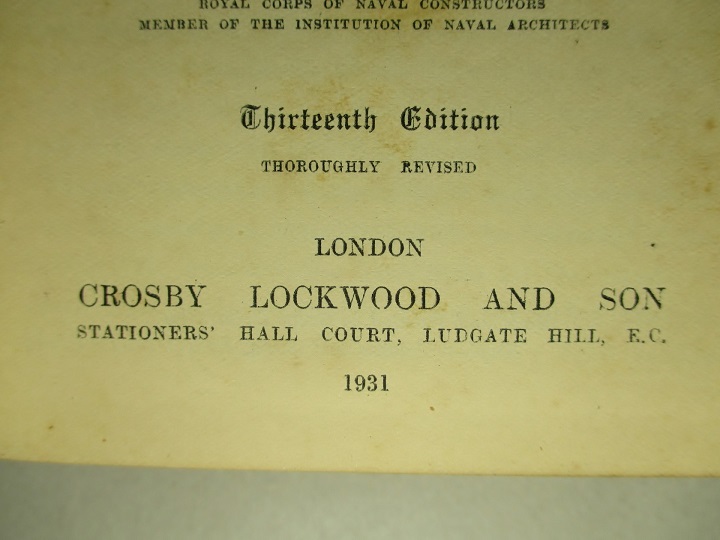 ROYAL CORPS OF NAVAL CONSTRUCTORS
MEMBER OF THE INSTITUTION OF NAVAL ARCHITECTS
Thirteenth Edition
THOROUGHLY REVISED
LONDON
CROSBY LOCKWOOD AND SON
STATIONERS' HALL COURT, LUDGATE HILL, E.C.
1931